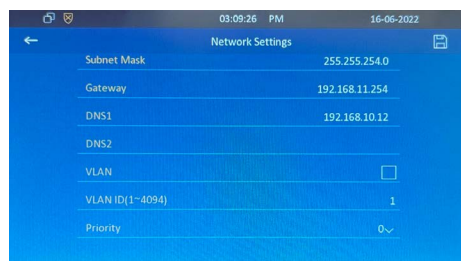 03:09:26 PM 16-06-2022
Network Settings
Subnet Mask 255.255.254.0
Gateway 192.168.11.254
DNS1 192.168.10.12
DNS2
VLAN
VLAN ID(1~4094) 1
Priority 0